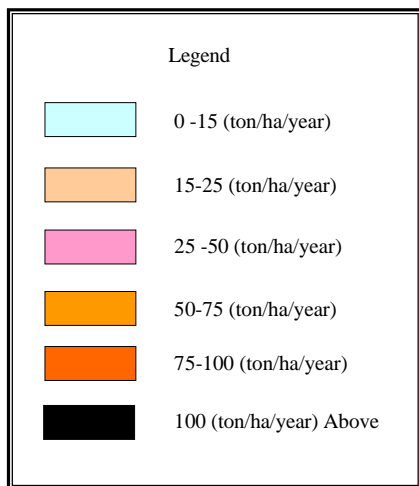 Legend
0 -15 (ton/ha/year)
15-25 (ton/ha/year)
25 -50 (ton/ha/year)
50-75 (ton/ha/year)
75-100 (ton/ha/year)
100 (ton/ha/year) Above